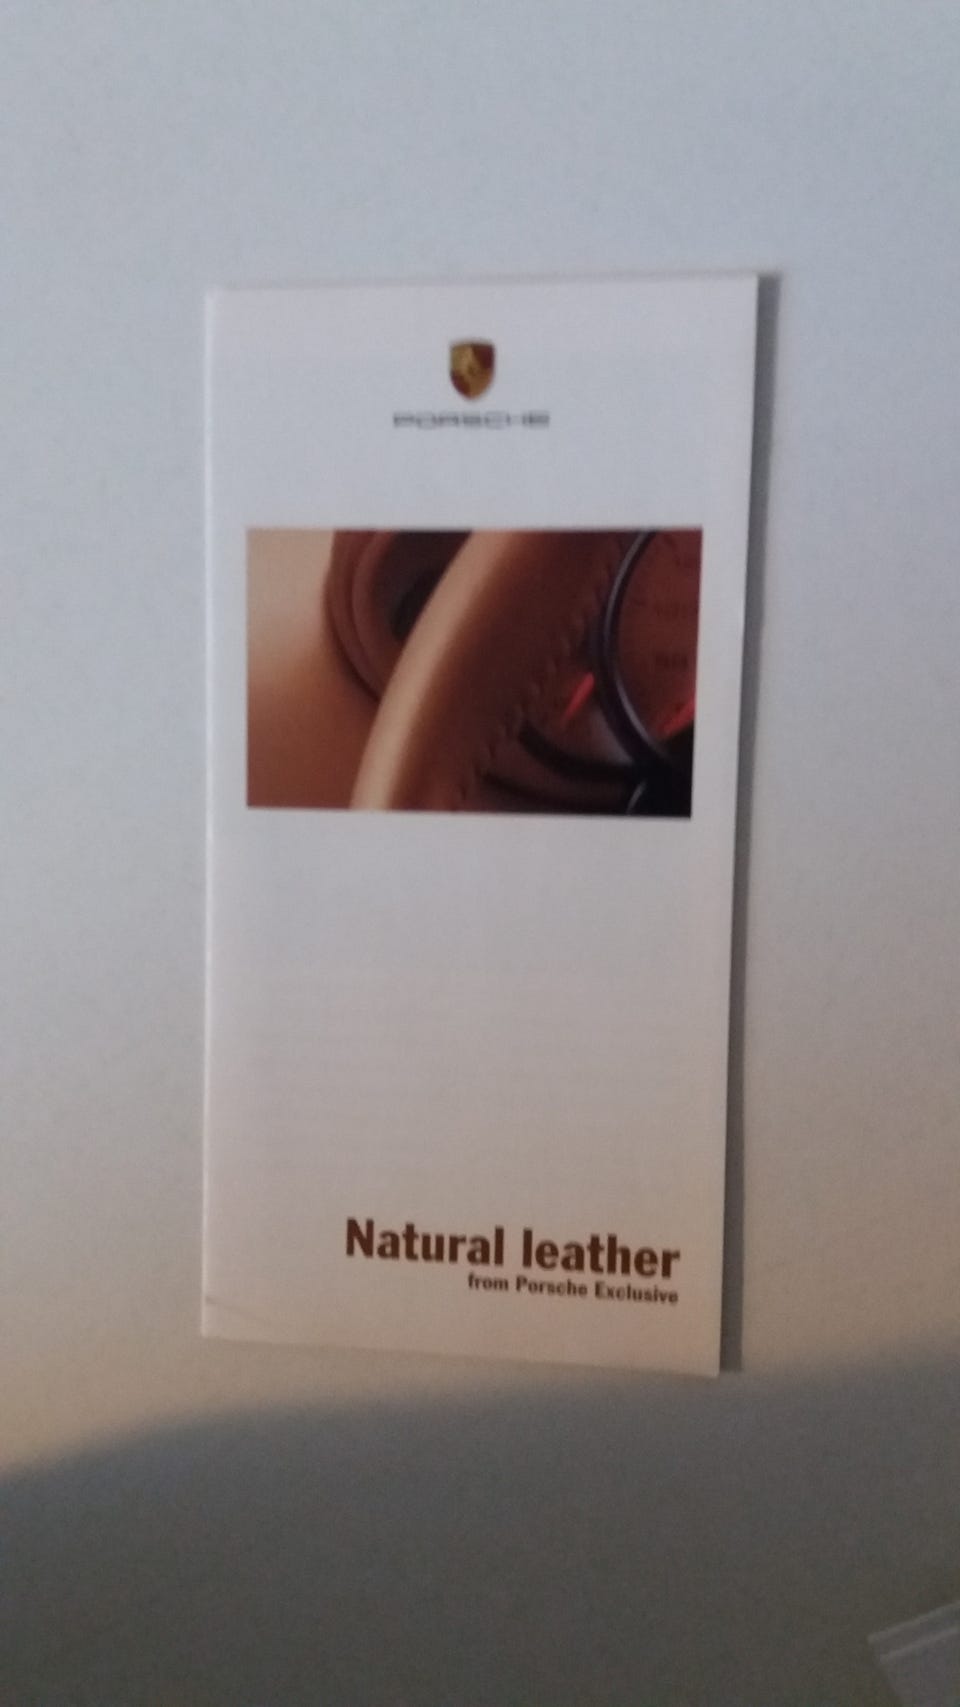 PORSCHE
Natural leather
from Porsche Exclusive